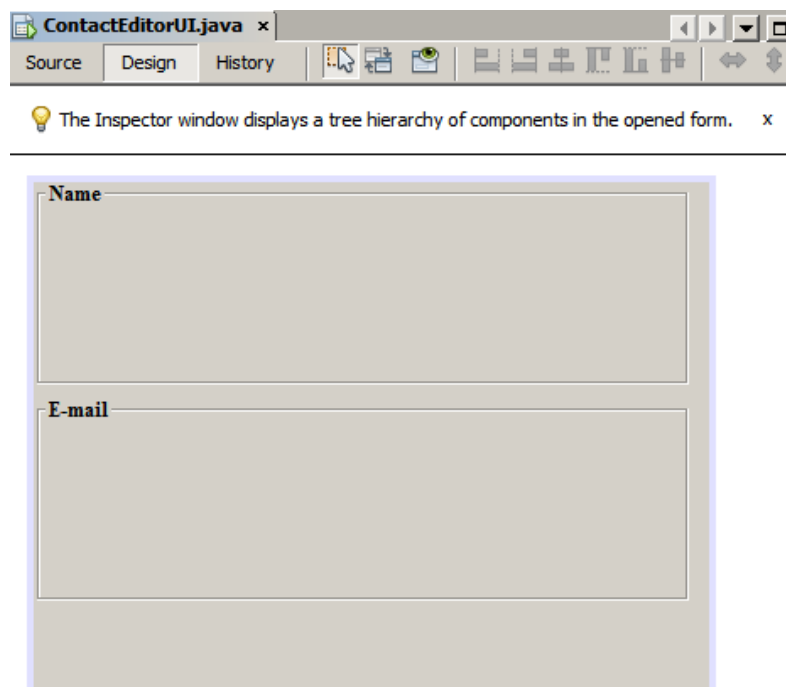 ContactEditorUI.java x
Source Design History
The Inspector window displays a tree hierarchy of components in the opened form. x
Name
E-mail